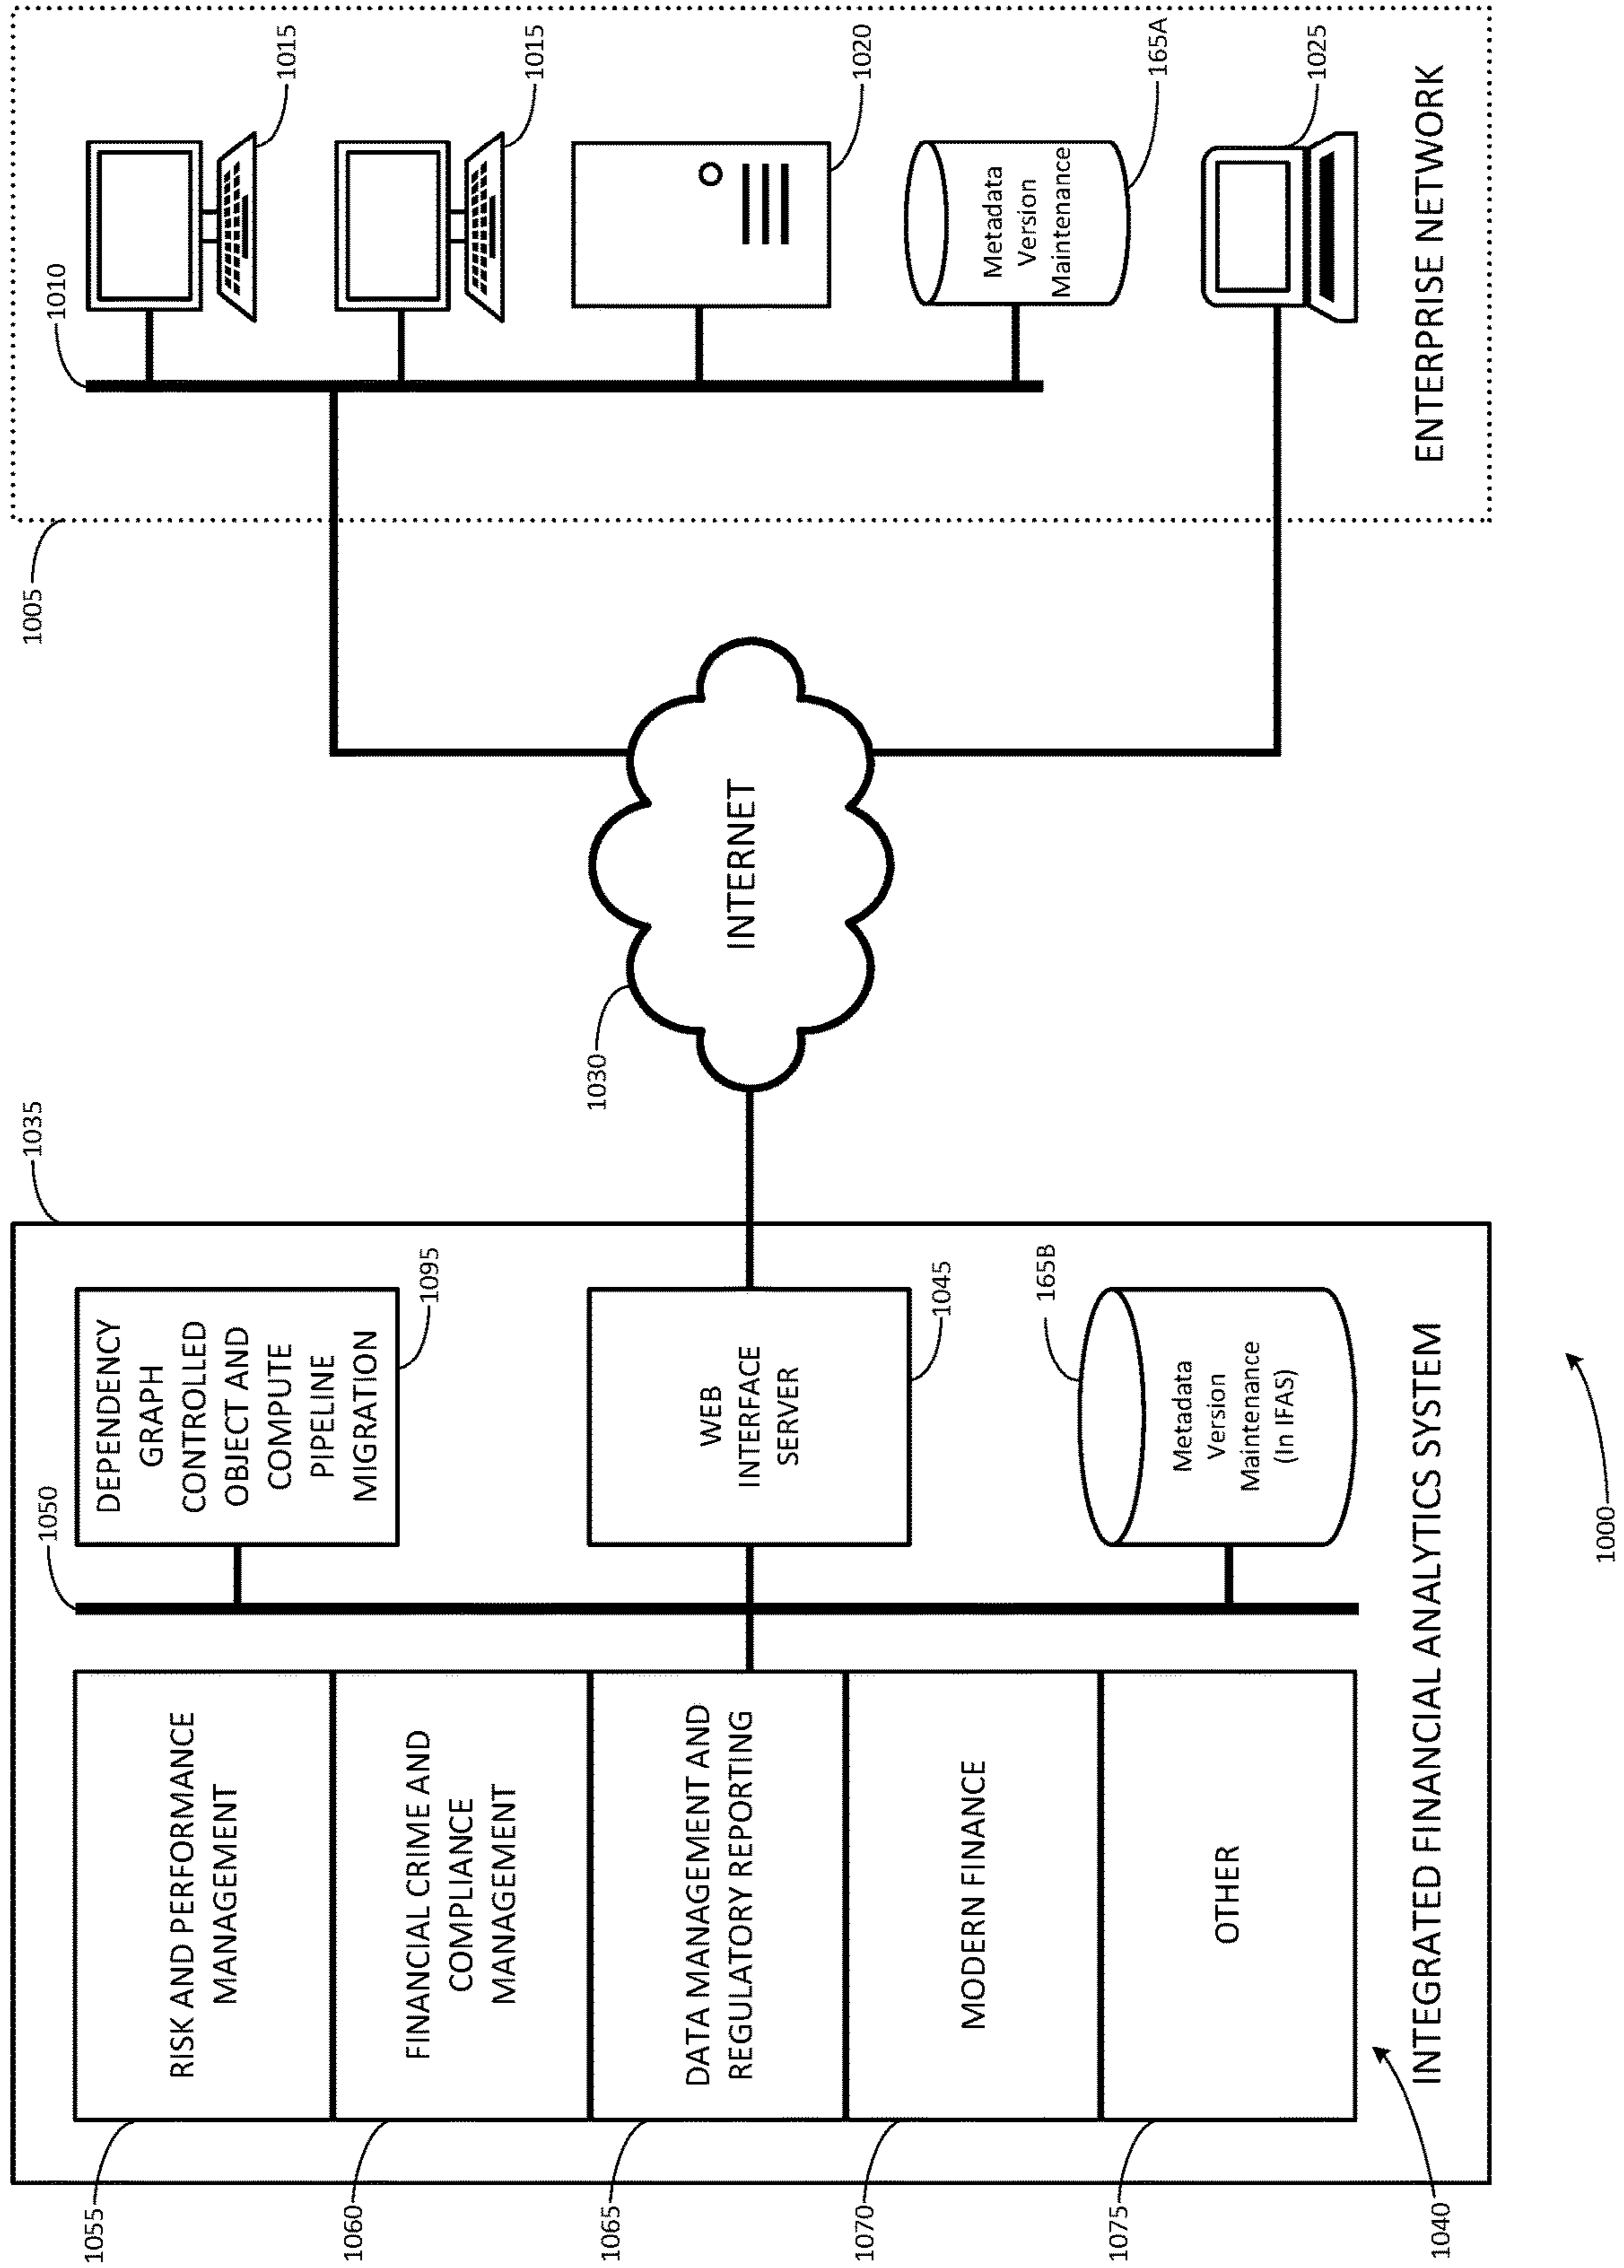 1055
1060
1065
1070
1075
1040
RISK AND PERFORMANCE
MANAGEMENT
FINANCIAL CRIME AND
COMPLIANCE
MANAGEMENT
DATA MANAGEMENT AND
REGULATORY REPORTING
MODERN FINANCE
OTHER
1050
DEPENDENCY
GRAPH
CONTROLLED
OBJECT AND
COMPUTE
PIPELINE
MIGRATION
1095
WEB
INTERFACE
SERVER
1045
165B
Metadata
Version
Maintenance
(In IFAS)
INTEGRATED FINANCIAL ANALYTICS SYSTEM
1035
1000
1030
INTERNET
1005
1010
1015
1015
1020
Metadata
Version
Maintenance
165A
1025
ENTERPRISE NETWORK